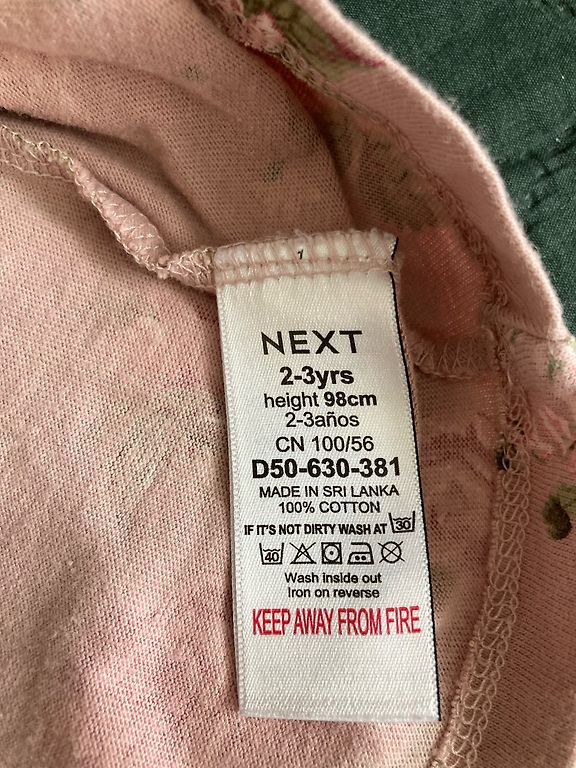 NEXT
2-3yrs
height 98cm
2-3años
CN 100/56
D50-630-381
MADE IN SRI LANKA
100% COTTON
IF IT'S NOT DIRTY WASH AT 30
40
Wash inside out
Iron on reverse
KEEP AWAY FROM FIRE